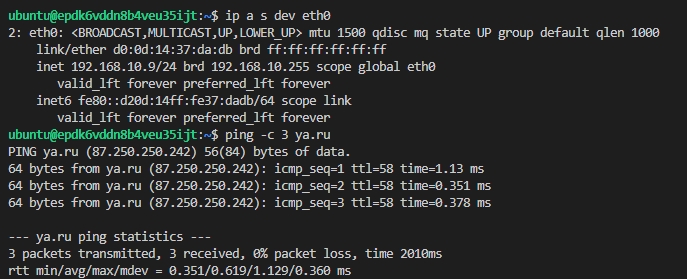 ubuntu@epdk6vddn8b4veu35ijt:~$ ip a s dev eth0
2: eth0: <BROADCAST,MULTICAST,UP,LOWER_UP> mtu 1500 qdisc mq state UP group default qlen 1000
link/ether d0:0d:14:37:da:db brd ff:ff:ff:ff:ff:ff
inet 192.168.10.9/24 brd 192.168.10.255 scope global eth0
valid_lft forever preferred_lft forever
inet6 fe80::d20d:14ff:fe37:dadb/64 scope link
valid_lft forever preferred_lft forever
ubuntu@epdk6vddn8b4veu35ijt:~$ ping -c 3 ya.ru
PING ya.ru (87.250.250.242) 56(84) bytes of data.
64 bytes from ya.ru (87.250.250.242): icmp_seq=1 ttl=58 time=1.13 ms
64 bytes from ya.ru (87.250.250.242): icmp_seq=2 ttl=58 time=0.351 ms
64 bytes from ya.ru (87.250.250.242): icmp_seq=3 ttl=58 time=0.378 ms
--- ya.ru ping statistics ---
3 packets transmitted, 3 received, 0% packet loss, time 2010ms
rtt min/avg/max/mdev = 0.351/0.619/1.129/0.360 ms